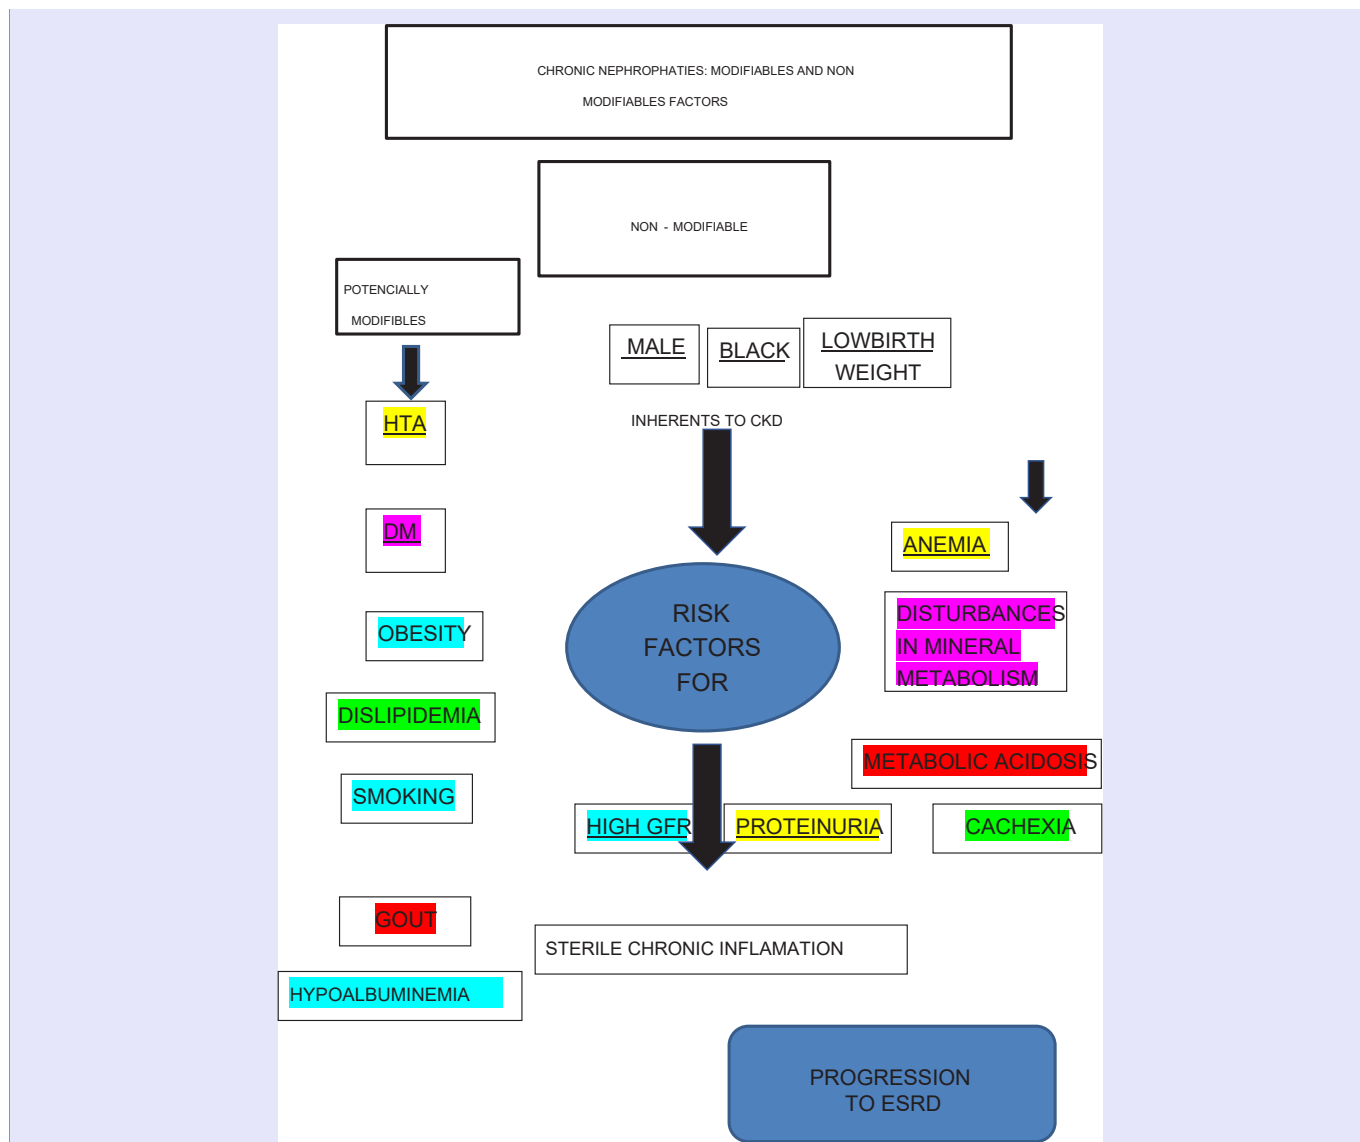 CHRONIC NEPHROPHATIES: MODIFIABLES AND NON
MODIFIABLES FACTORS
NON - MODIFIABLE
POTENCIALLY
MODIFIBLES
MALE
BLACK
LOWBIRTH
WEIGHT
INHERENTS TO CKD
HTA
DM
OBESITY
DISLIPIDEMIA
SMOKING
GOUT
HYPOALBUMINEMIA
RISK
FACTORS
FOR
HIGH GFR
PROTEINURIA
STERILE CHRONIC INFLAMATION
ANEMIA
DISTURBANCES
IN MINERAL
METABOLISM
METABOLIC ACIDOSIS
CACHEXIA
PROGRESSION
TO ESRD